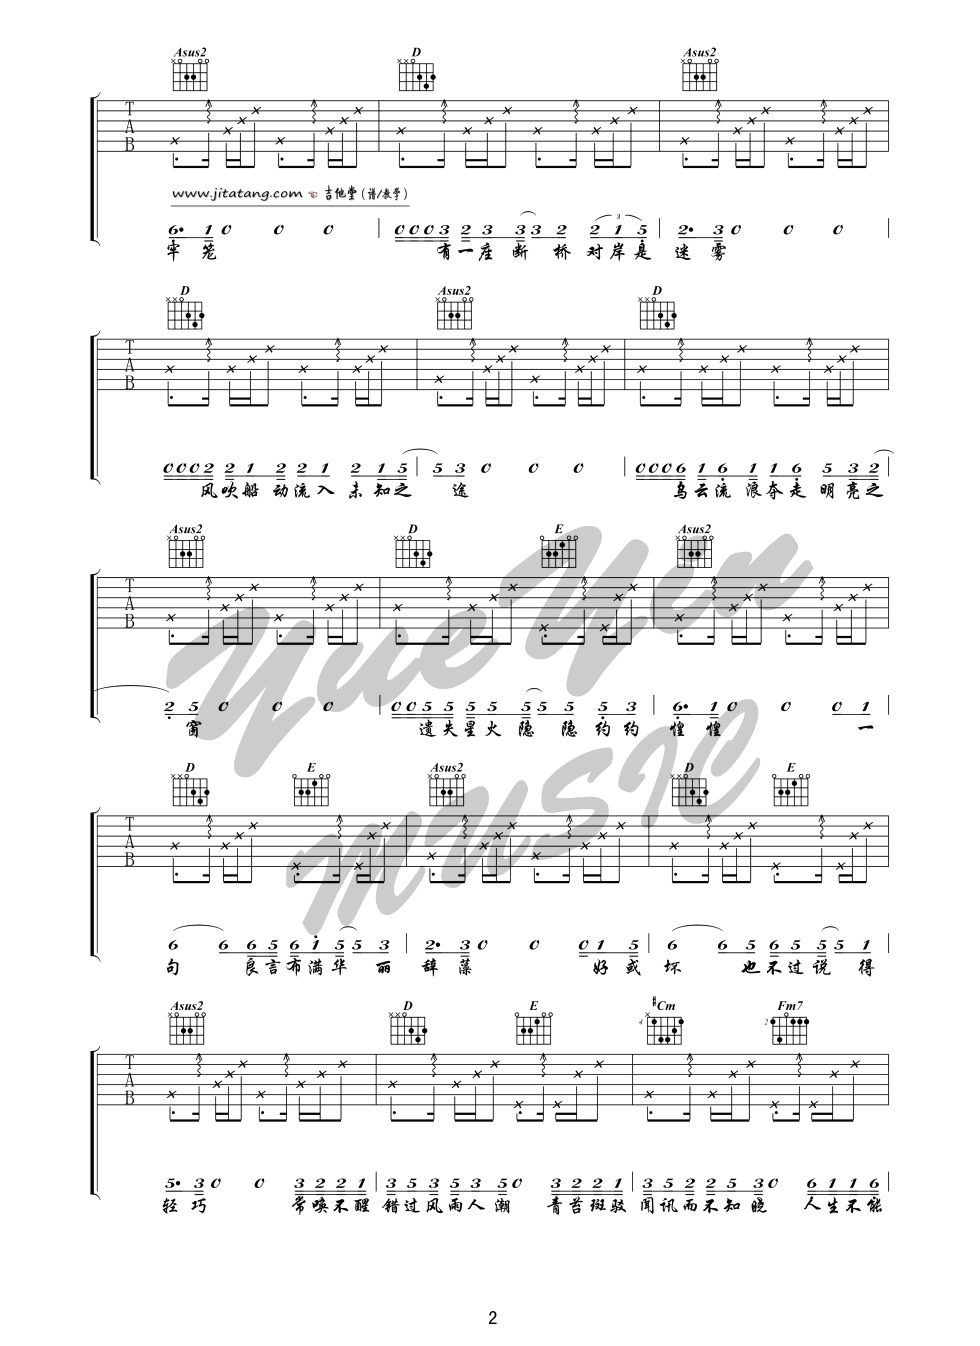 Asus2 D Asus2
T
A
B
www.jitatang.com ☜ 吉他堂 (谱/教学)
6· 1 0 0 0 0 0 0 3 2 3 3 3 2 2 1 5 2· 3 0 0 0
3
牢 笼 有 一 座 断 桥 对 岸 是 迷 雾
D Asus2 D
T
A
B
0 0 0 2 2 1 2 2 1 2 1 5 5 3 0 0 0 0 0 0 6 1 6 1 1 6 5 3 2
风 吹 船 动 流 入 未 知 之 途 乌 云 流 浪 夺 走 明 亮 之
Asus2 D E Asus2
T
A
B
2 5 0 0 0 0 0 5 5 5 5 5 5 5 5 3 6· 1 0 0 0 1
窗 遗 失 星 火 隐 隐 约 约 惶 惶 一
D E Asus2 D E
T
A
B
6 6 6 5 6 1 5 5 3 2· 3 0 0 0 1 5 6 6 5 6 5 5 5 1
句 良 言 布 满 华 丽 辞 藻 好 或 坏 也 不 过 说 得
Asus2 D E #Cm Fm7
4 2
T
A
B
5· 3 0 0 3 2 2 1 3 5 3 5 3 5 0 3 2 2 1 3 5 2 2 5 3 0 6 1 1 6
轻 巧 常 唤 不 醒 错 过 风 雨 人 潮 青 苔 斑 驳 闻 讯 而 不 知 晓 人 生 不 能
YueYin
MUSIC
2